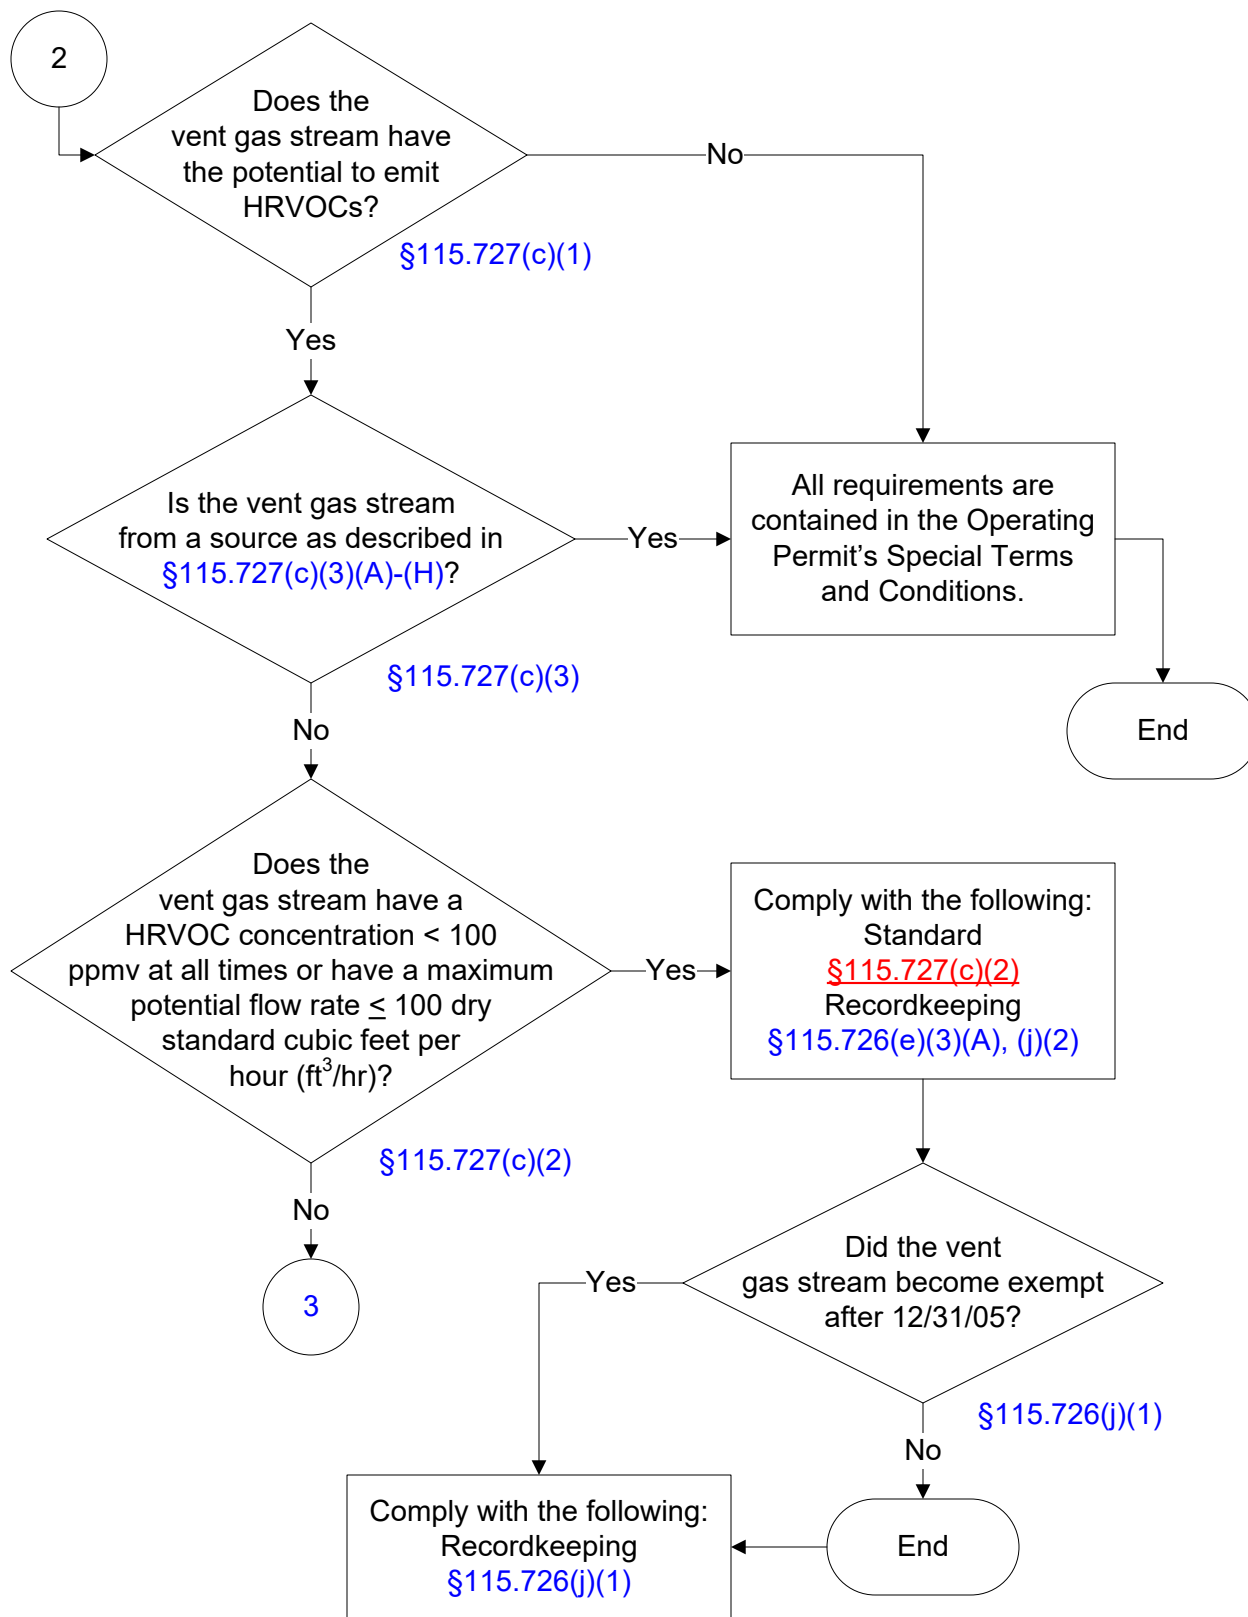 2
Does the
vent gas stream have
the potential to emit
HRVOCs?
No
§115.727(c)(1)
Yes
Is the vent gas stream
from a source as described in
§115.727(c)(3)(A)-(H)?
Yes
All requirements are
contained in the Operating
Permit's Special Terms
and Conditions.
§115.727(c)(3)
End
No
Does the
vent gas stream have a
HRVOC concentration < 100
ppmv at all times or have a maximum
potential flow rate ≤ 100 dry
standard cubic feet per
hour (ft³/hr)?
Yes
Comply with the following:
Standard
§115.727(c)(2)
Recordkeeping
§115.726(e)(3)(A), (j)(2)
§115.727(c)(2)
No
3
Did the vent
gas stream become exempt
after 12/31/05?
Yes
§115.726(j)(1)
No
Comply with the following:
Recordkeeping
§115.726(j)(1)
End